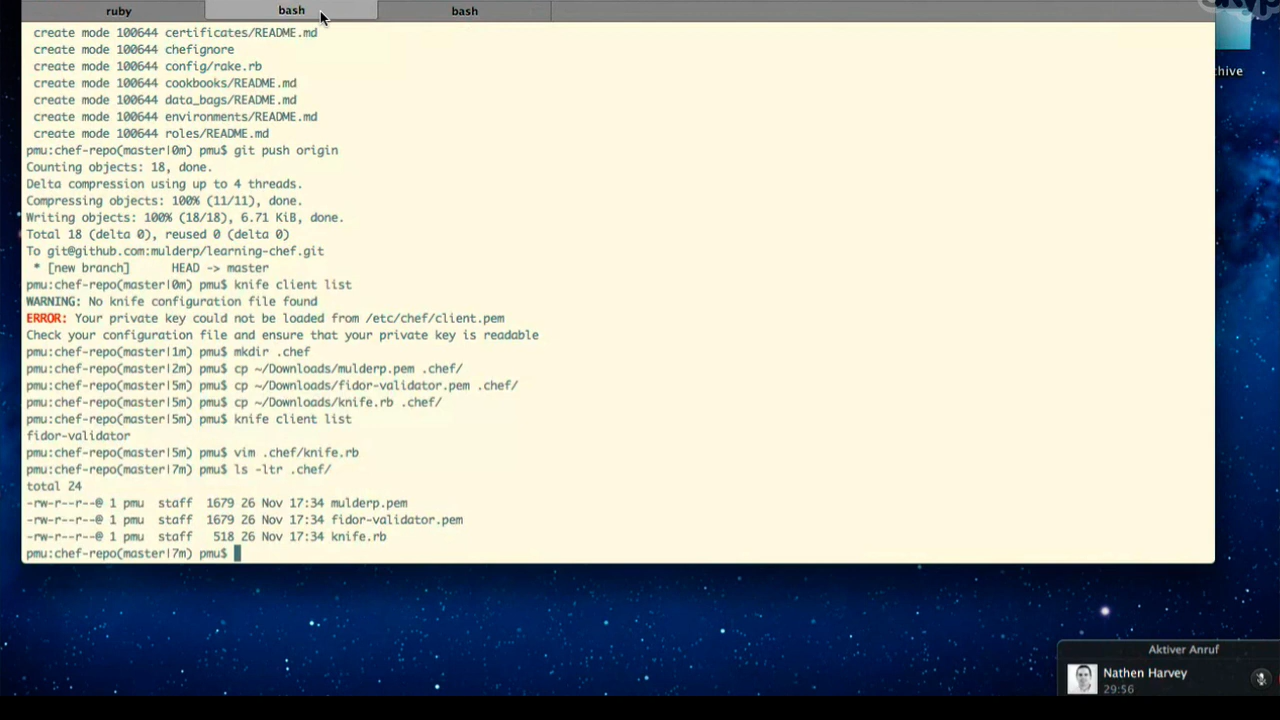 ruby bash bash
create mode 100644 certificates/README.md
create mode 100644 chefignore
create mode 100644 config/rake.rb
create mode 100644 cookbooks/README.md
create mode 100644 data_bags/README.md
create mode 100644 environments/README.md
create mode 100644 roles/README.md
pmu:chef-repo(master|0m) pmu$ git push origin
Counting objects: 18, done.
Delta compression using up to 4 threads.
Compressing objects: 100% (11/11), done.
Writing objects: 100% (18/18), 6.71 KiB, done.
Total 18 (delta 0), reused 0 (delta 0)
To git@github.com:mulderp/learning-chef.git
* [new branch] HEAD -> master
pmu:chef-repo(master|0m) pmu$ knife client list
WARNING: No knife configuration file found
ERROR: Your private key could not be loaded from /etc/chef/client.pem
Check your configuration file and ensure that your private key is readable
pmu:chef-repo(master|1m) pmu$ mkdir .chef
pmu:chef-repo(master|2m) pmu$ cp ~/Downloads/mulderp.pem .chef/
pmu:chef-repo(master|5m) pmu$ cp ~/Downloads/fidor-validator.pem .chef/
pmu:chef-repo(master|5m) pmu$ cp ~/Downloads/knife.rb .chef/
pmu:chef-repo(master|5m) pmu$ knife client list
fidor-validator
pmu:chef-repo(master|5m) pmu$ vim .chef/knife.rb
pmu:chef-repo(master|7m) pmu$ ls -ltr .chef/
total 24
-rw-r--r--@ 1 pmu staff 1679 26 Nov 17:34 mulderp.pem
-rw-r--r--@ 1 pmu staff 1679 26 Nov 17:34 fidor-validator.pem
-rw-r--r--@ 1 pmu staff 518 26 Nov 17:34 knife.rb
pmu:chef-repo(master|7m) pmu$
hive
Aktiver Anruf
Nathen Harvey
29:56